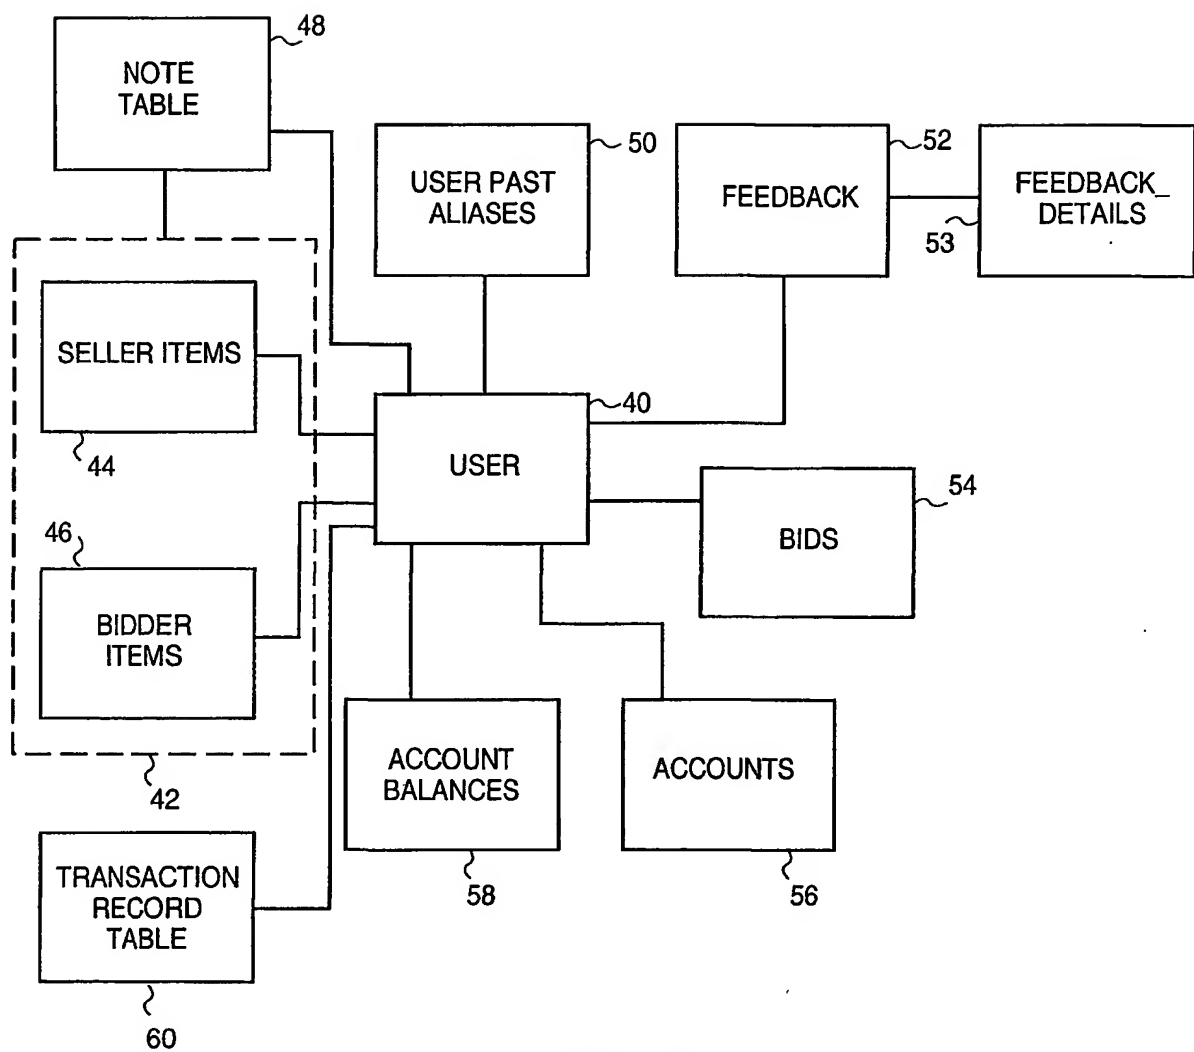 48
NOTE
TABLE
50
USER PAST
ALIASES
52
FEEDBACK
FEEDBACK_
DETAILS
53
SELLER ITEMS
44
40
USER
54
BIDS
46
BIDDER
ITEMS
42
ACCOUNT
BALANCES
58
ACCOUNTS
56
TRANSACTION
RECORD
TABLE
60